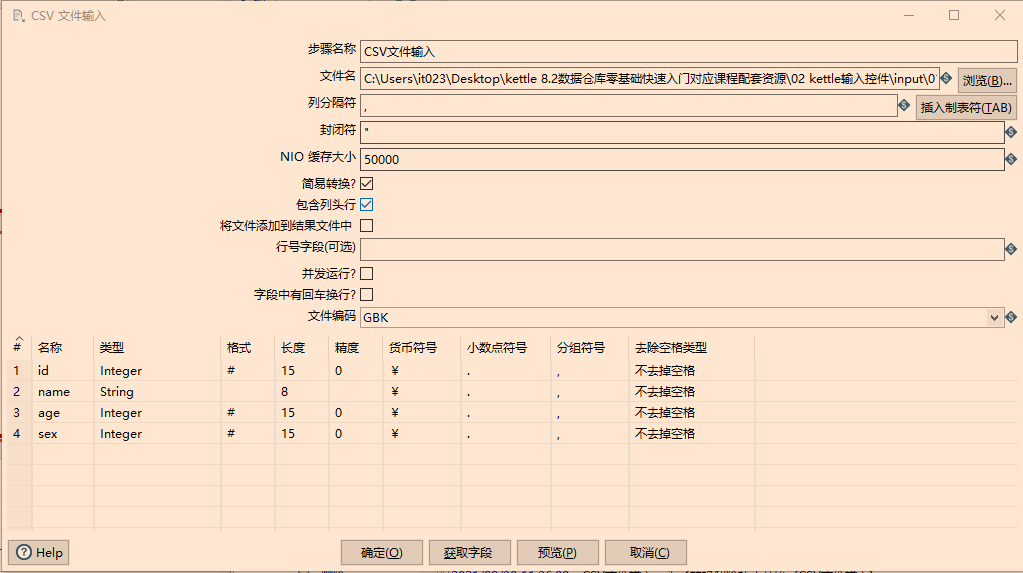 CSV 文件输入
步骤名称 CSV文件输入
文件名 C:\Users\it023\Desktop\kettle 8.2数据仓库零基础快速入门对应课程配套资源\02 kettle输入控件\input\0 浏览(B)...
列分隔符 , 插入制表符(TAB)
封闭符 "
NIO 缓存大小 50000
简易转换?
包含列头行
将文件添加到结果文件中
行号字段(可选)
并发运行?
字段中有回车换行?
文件编码 GBK
# 名称 类型 格式 长度 精度 货币符号 小数点符号 分组符号 去除空格类型
1 id Integer # 15 0 ¥ . , 不去掉空格
2 name String 8 ¥ . , 不去掉空格
3 age Integer # 15 0 ¥ . , 不去掉空格
4 sex Integer # 15 0 ¥ . , 不去掉空格
Help 确定(O) 获取字段 预览(P) 取消(C)